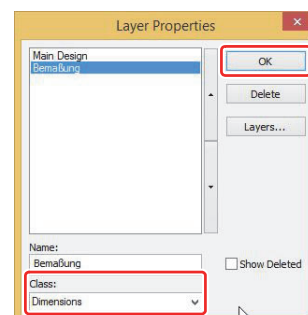 Layer Properties
Main Design
Bemaßung
OK
Delete
Layers...
Name:
Bemaßung
Show Deleted
Class:
Dimensions